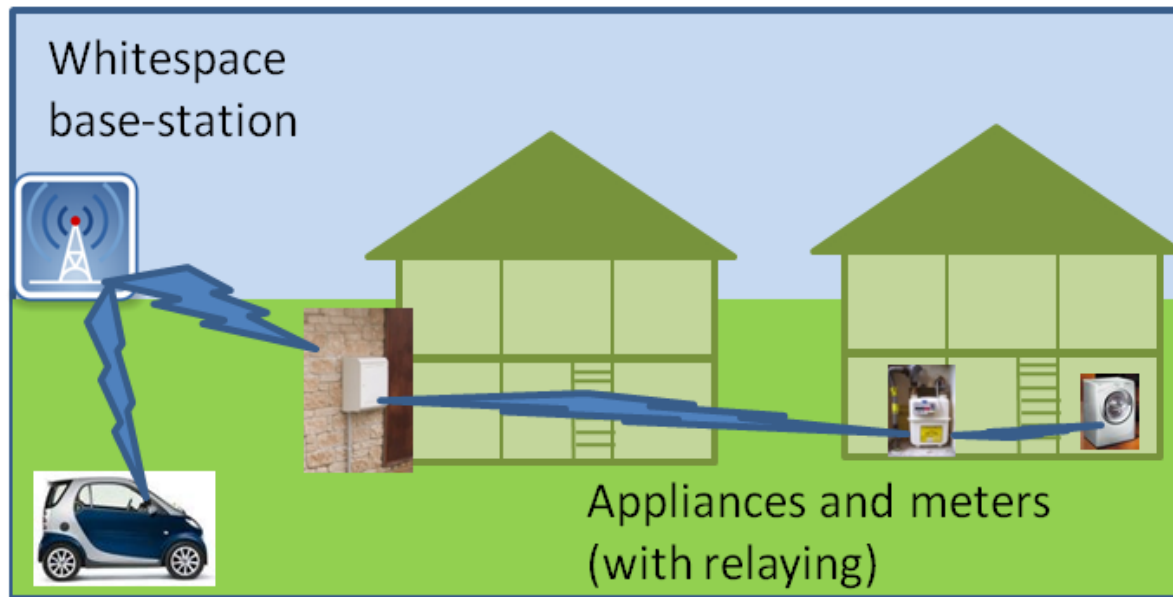 Whitespace
base-station
Appliances and meters
(with relaying)